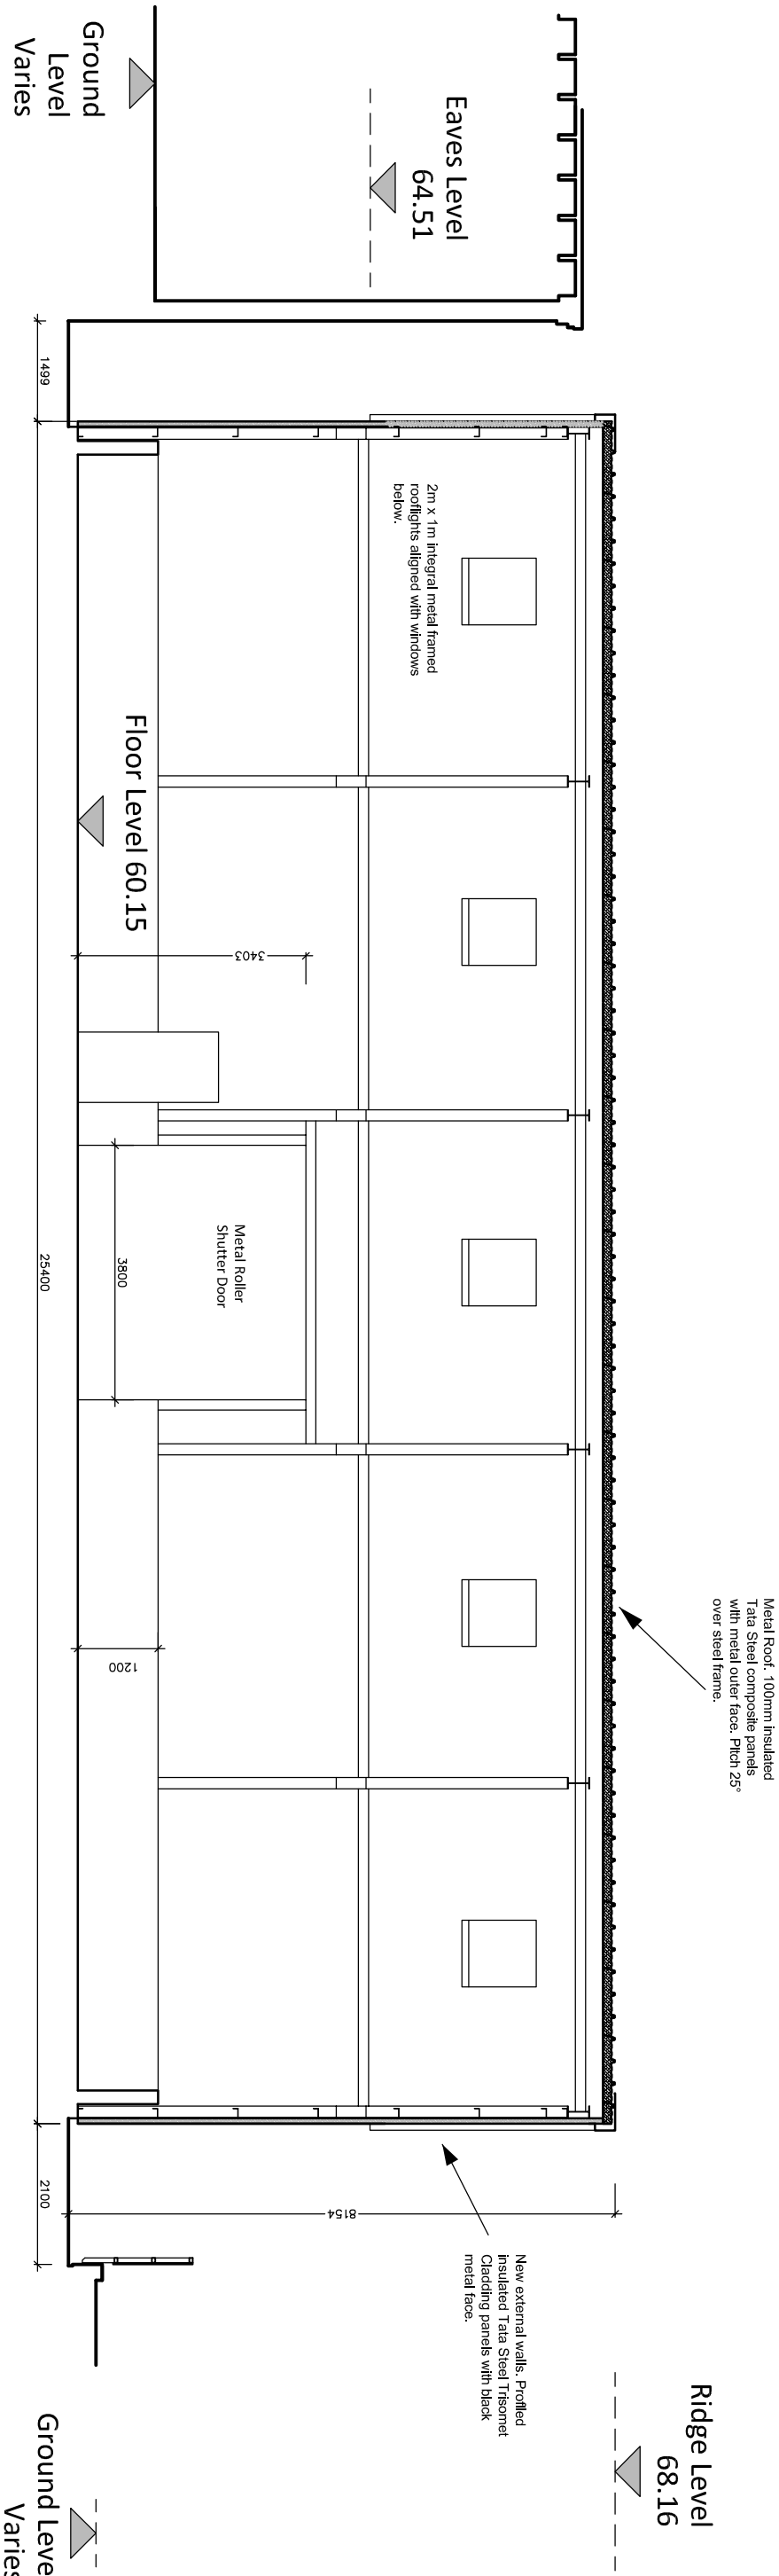 Ground
Level
Varies
Eaves Level
64.51
1499
2m x 1m integral metal framed
rooflights aligned with windows
below.
Floor Level 60.15
3403
Metal Roller
Shutter Door
3800
25400
1200
Metal Roof. 100mm insulated
Tata Steel composite panels
with metal outer face. Pitch 25°
over steel frame.
New external walls. Profiled
insulated Tata Steel Trisomet
Cladding panels with black
metal face.
8154
2100
Ridge Level
68.16
Ground Level
Varies